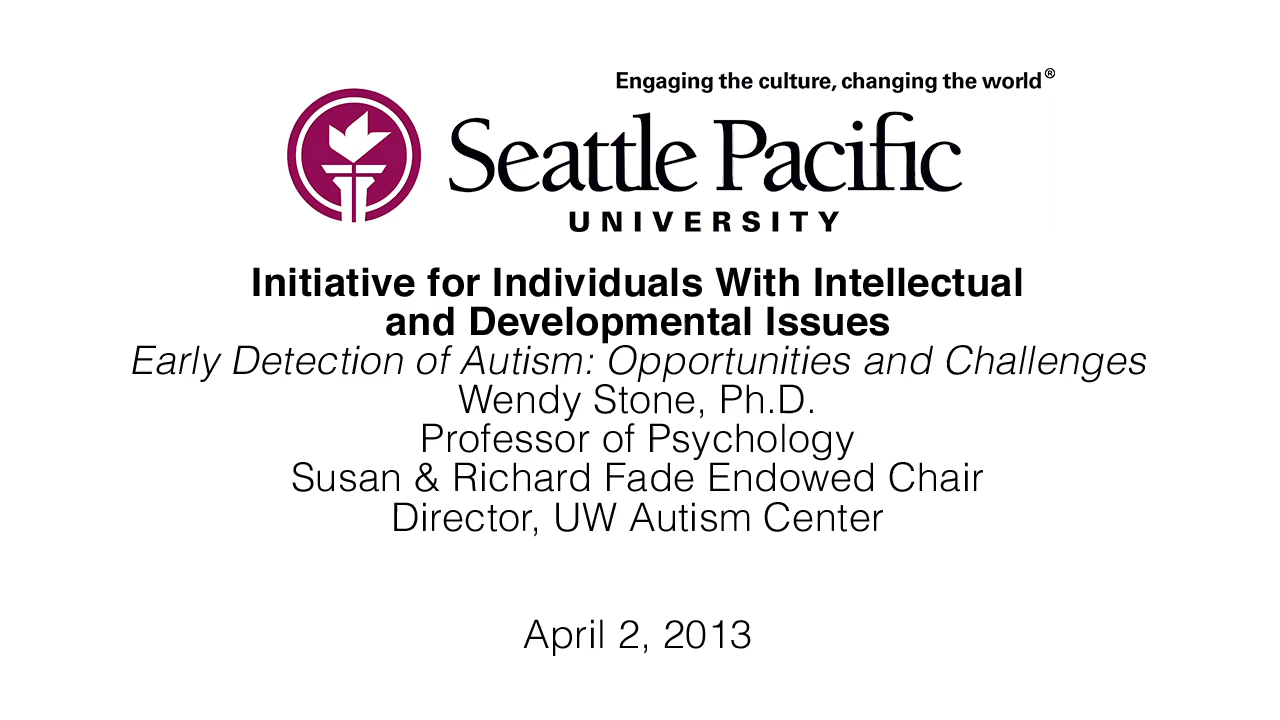 Engaging the culture, changing the world®
Seattle Pacific
UNIVERSITY
Initiative for Individuals With Intellectual
and Developmental Issues
Early Detection of Autism: Opportunities and Challenges
Wendy Stone, Ph.D.
Professor of Psychology
Susan & Richard Fade Endowed Chair
Director, UW Autism Center
April 2, 2013